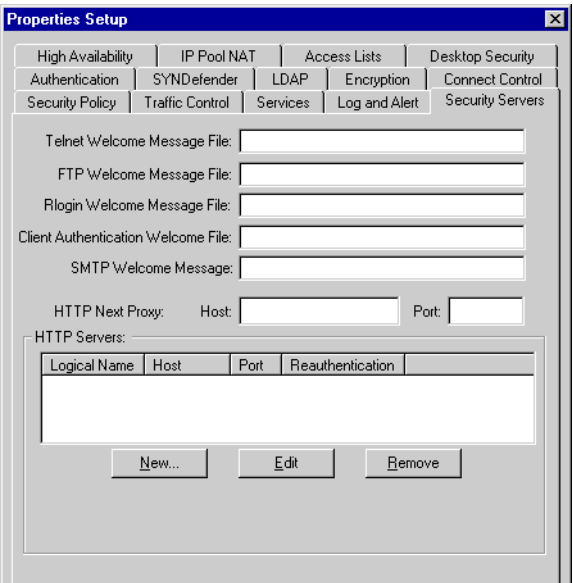 Properties Setup
High Availability IP Pool NAT Access Lists Desktop Security
Authentication SYNDefender LDAP Encryption Connect Control
Security Policy Traffic Control Services Log and Alert Security Servers
Telnet Welcome Message File:
FTP Welcome Message File:
Rlogin Welcome Message File:
Client Authentication Welcome File:
SMTP Welcome Message:
HTTP Next Proxy: Host: Port:
HTTP Servers:
Logical Name Host Port Reauthentication
New... Edit Remove